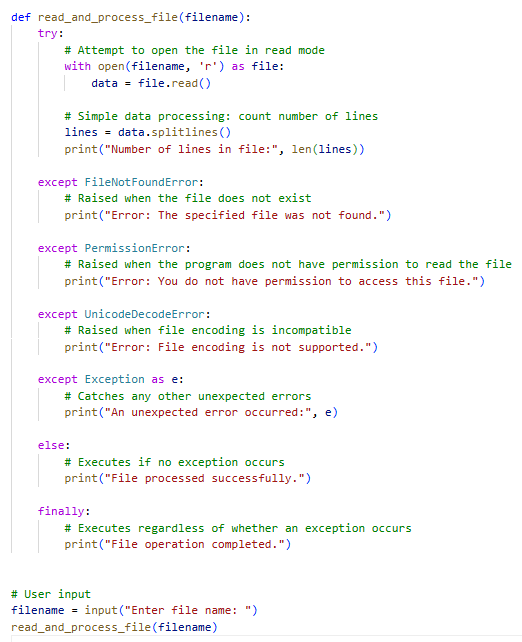 def read_and_process_file(filename):
    try:
        # Attempt to open the file in read mode
        with open(filename, 'r') as file:
            data = file.read()

        # Simple data processing: count number of lines
        lines = data.splitlines()
        print("Number of lines in file:", len(lines))

    except FileNotFoundError:
        # Raised when the file does not exist
        print("Error: The specified file was not found.")

    except PermissionError:
        # Raised when the program does not have permission to read the file
        print("Error: You do not have permission to access this file.")

    except UnicodeDecodeError:
        # Raised when file encoding is incompatible
        print("Error: File encoding is not supported.")

    except Exception as e:
        # Catches any other unexpected errors
        print("An unexpected error occurred:", e)

    else:
        # Executes if no exception occurs
        print("File processed successfully.")

    finally:
        # Executes regardless of whether an exception occurs
        print("File operation completed.")


# User input
filename = input("Enter file name: ")
read_and_process_file(filename)